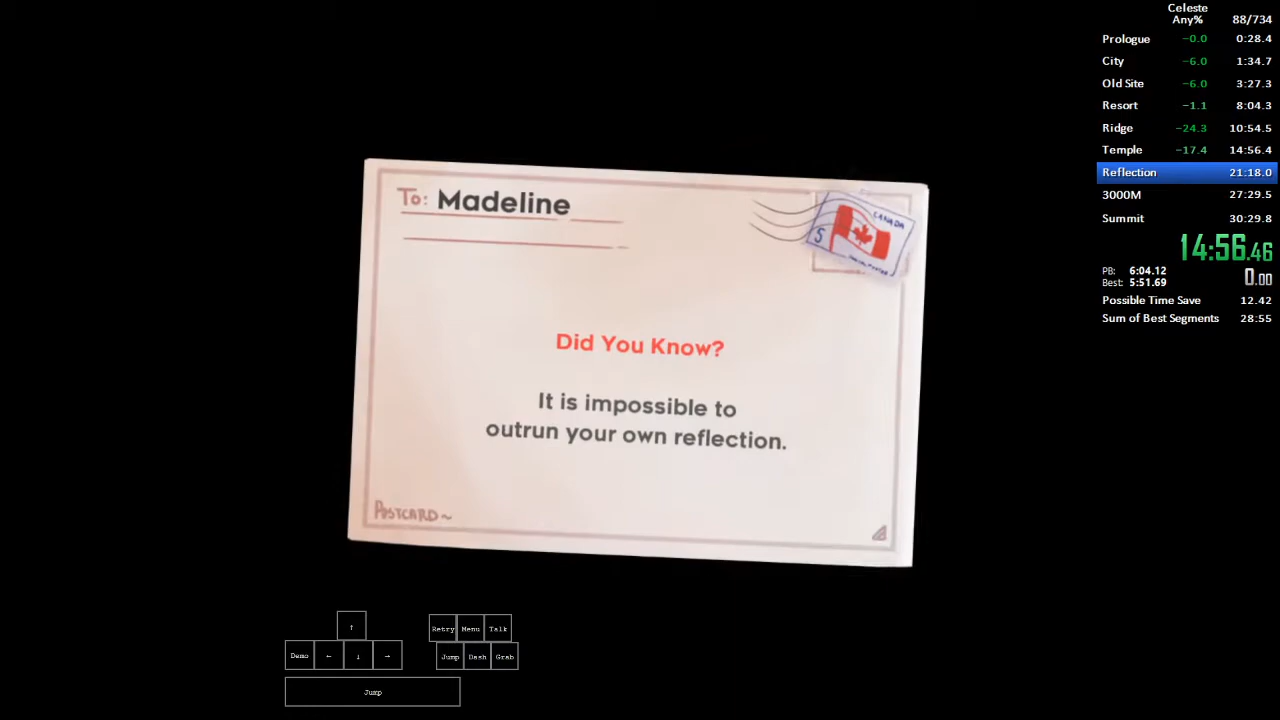 Celeste
Any% 88/734
Prologue −0.0 0:28.4
City −6.0 1:34.7
Old Site −6.0 3:27.3
Resort −1.1 8:04.3
Ridge −24.3 10:54.5
Temple −17.4 14:56.4
Reflection 21:18.0
3000M 27:29.5
Summit 30:29.8
14:56.46
PB: 6:04.12
Best: 5:51.69
0.00
Possible Time Save 12.42
Sum of Best Segments 28:55
To: Madeline
CANADA
5
Did You Know?
It is impossible to
outrun your own reflection.
POSTCARD~
↑
Retry Menu Talk
Demo ← ↓ →
Jump Dash Grab
Jump